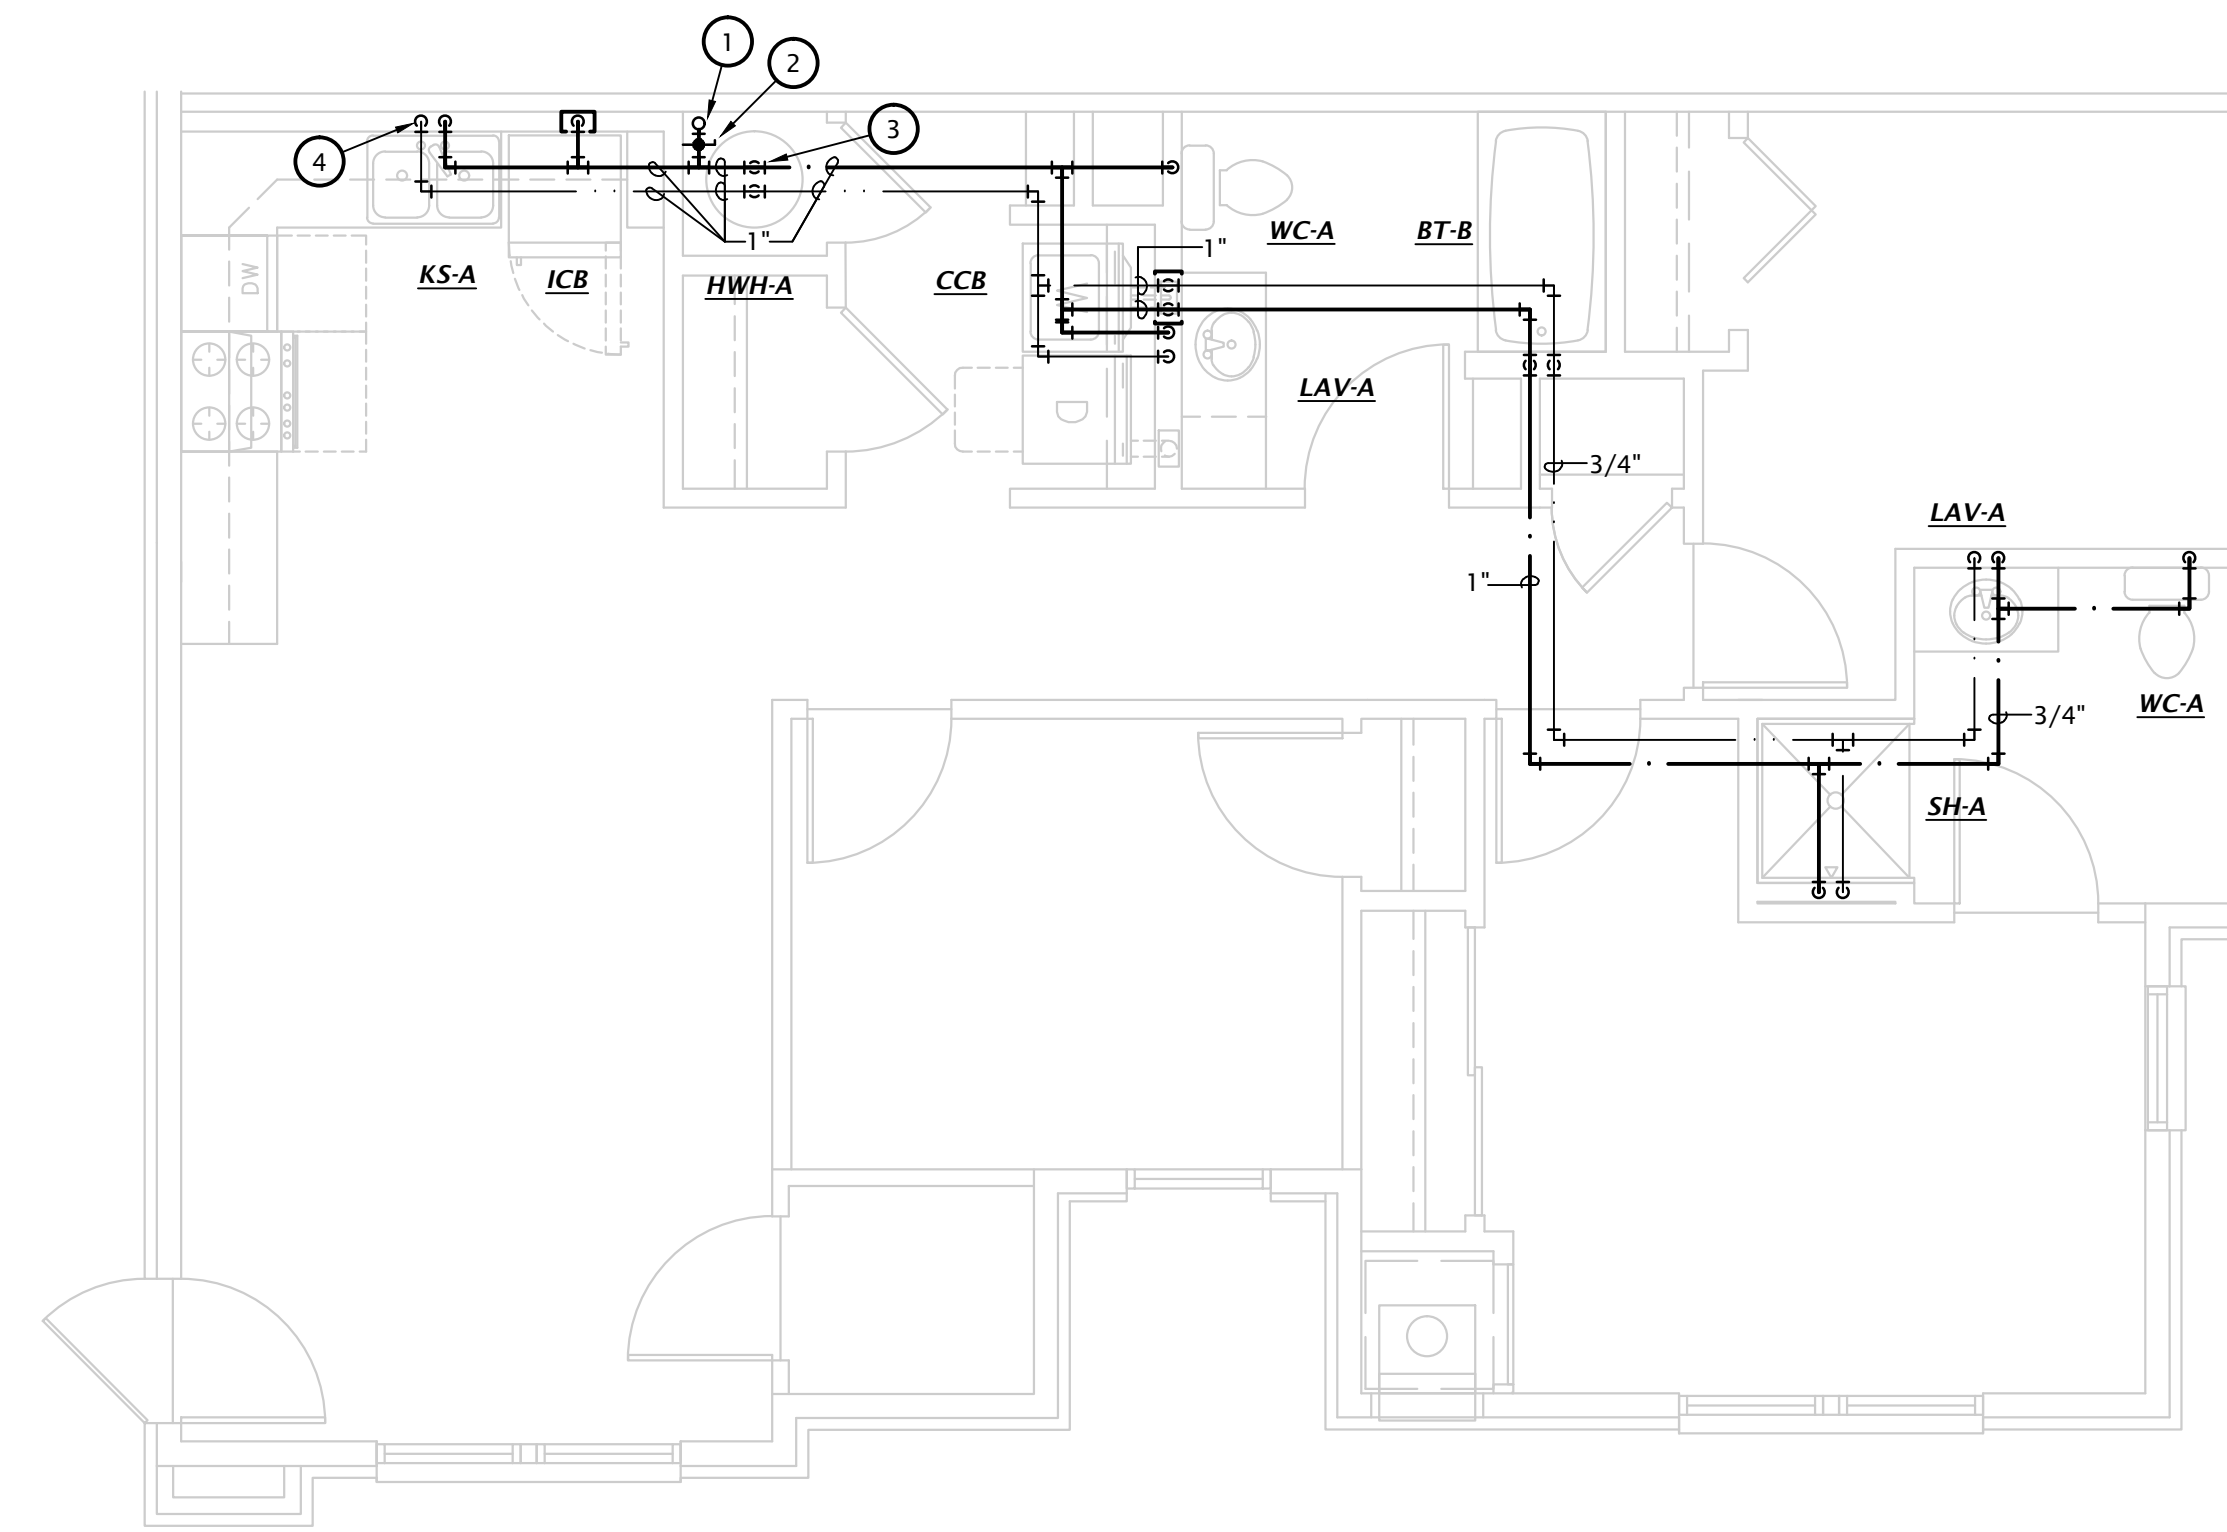 1
2
3
4
1"
1"
WC-A
BT-B
KS-A
ICB
HWH-A
CCB
DW
W
LAV-A
D
3/4"
LAV-A
1"
WC-A
3/4"
SH-A